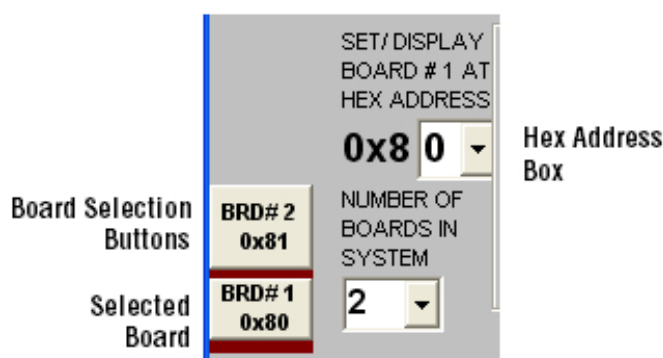 SET/ DISPLAY
BOARD # 1 AT
HEX ADDRESS
0x8 0
Hex Address
Box
Board Selection
Buttons
BRD# 2
0x81
NUMBER OF
BOARDS IN
SYSTEM
2
Selected
Board
BRD# 1
0x80